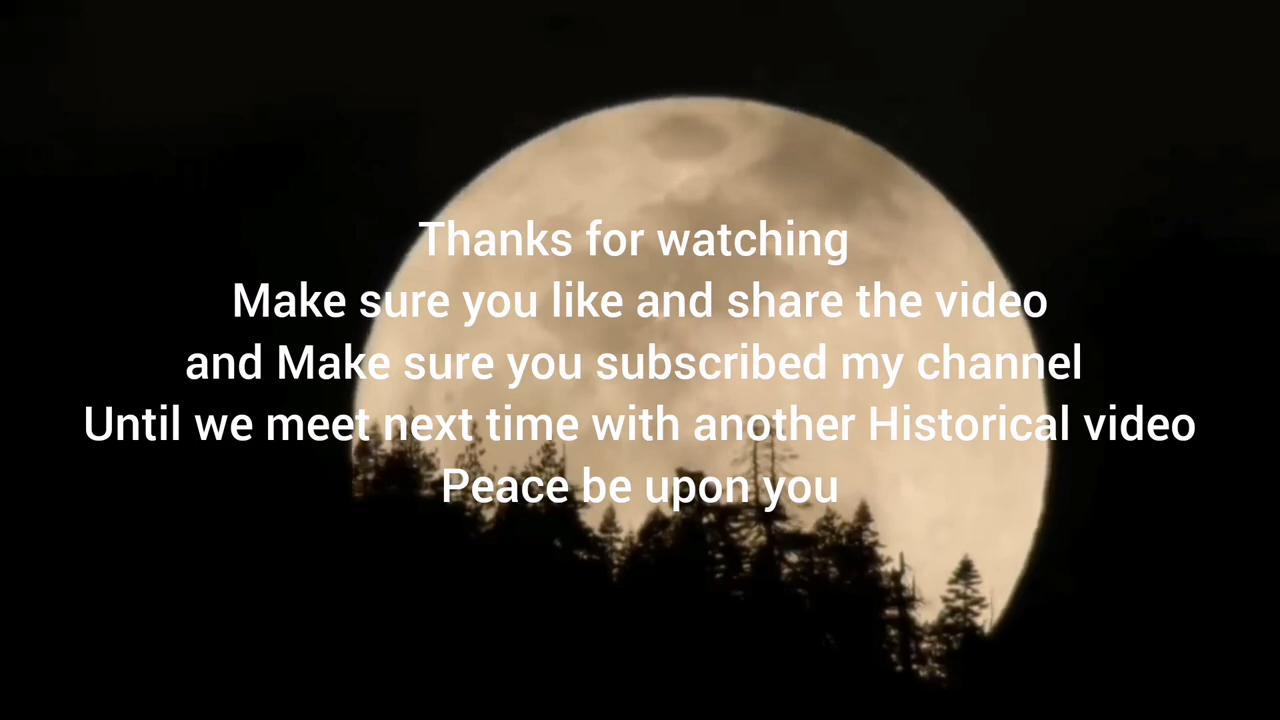 Thanks for watching
Make sure you like and share the video
and Make sure you subscribed my channel
Until we meet next time with another Historical video
Peace be upon you